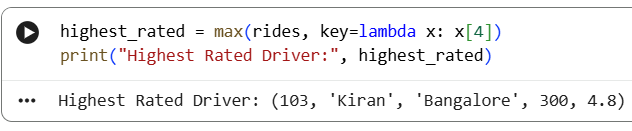 highest_rated = max(rides, key=lambda x: x[4])
print("Highest Rated Driver:", highest_rated)
Highest Rated Driver: (103, 'Kiran', 'Bangalore', 300, 4.8)